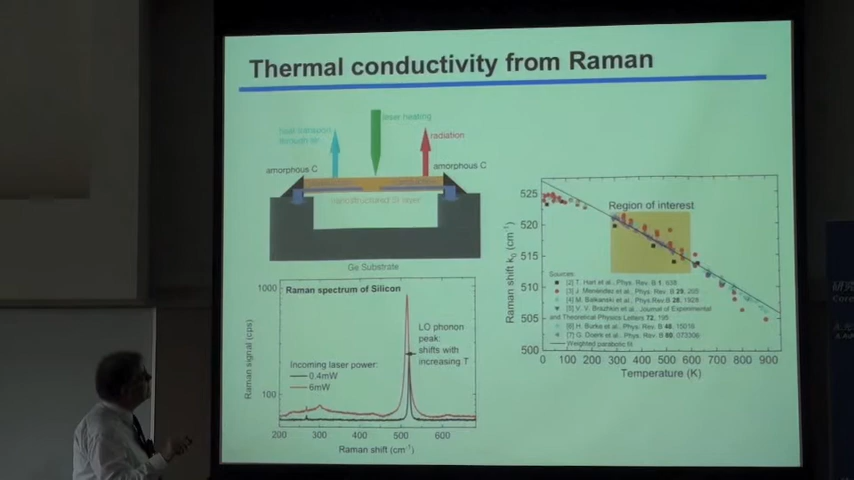 Thermal conductivity from Raman
laser heating
heat transport
through air
radiation
amorphous C
amorphous C
nanostructured Si layer
Ge Substrate
Raman spectrum of Silicon
1000
100
Raman signal (cps)
LO phonon
peak:
shifts with
increasing T
Incoming laser power:
0.4mW
6mW
200 300 400 500 600
Raman shift (cm-1)
525
520
515
510
505
500
Raman shift k0 (cm-1)
Region of interest
Sources:
[2] T. Hart et al., Phys. Rev. B 1, 638
[3] J. Menéndez et al., Phys. Rev. B 29, 205
[4] M. Balkanski et al., Phys. Rev. B 28, 1928
[5] V. V. Brazhkin et al., Journal of Experimental
and Theoretical Physics Letters 72, 195
[6] H. Burke et al., Phys. Rev. B 48, 15016
[7] G. Doerk et al., Phys. Rev. B 80, 073306
Weighted parabolic fit
0 100 200 300 400 500 600 700 800 900
Temperature (K)